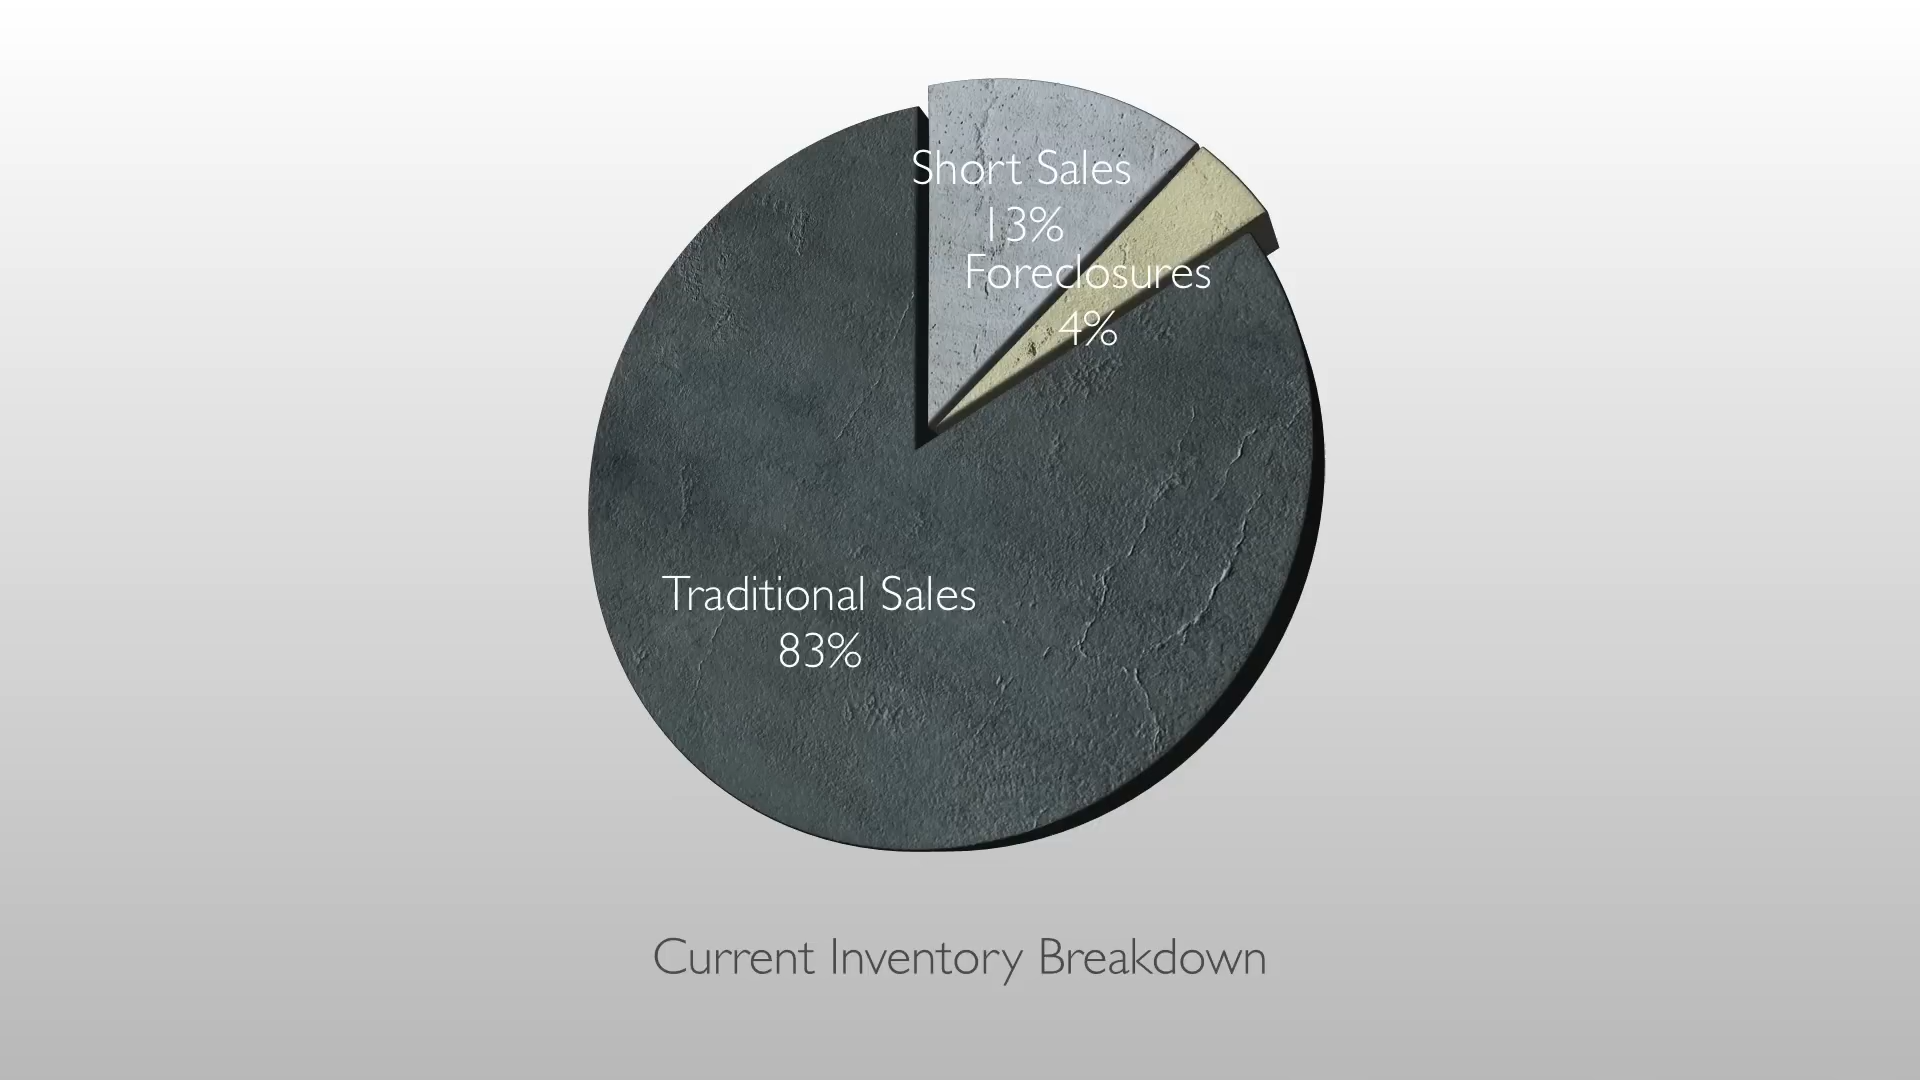 Short Sales
13%
Foreclosures
4%
Traditional Sales
83%
Current Inventory Breakdown